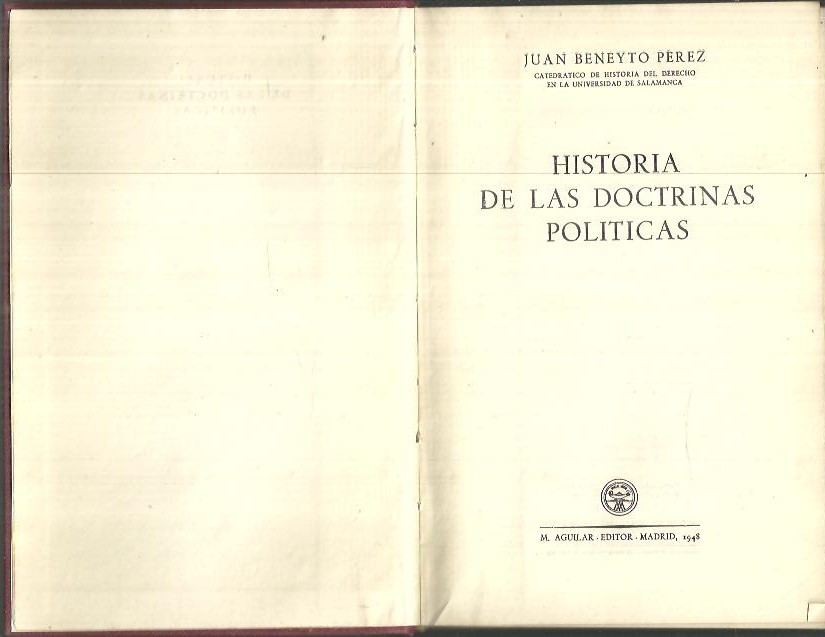 JUAN BENEYTO PÉREZ
CATEDRATICO DE HISTORIA DEL DERECHO
EN LA UNIVERSIDAD DE SALAMANCA
HISTORIA
DE LAS DOCTRINAS
POLITICAS
M. AGUILAR · EDITOR · MADRID, 1948